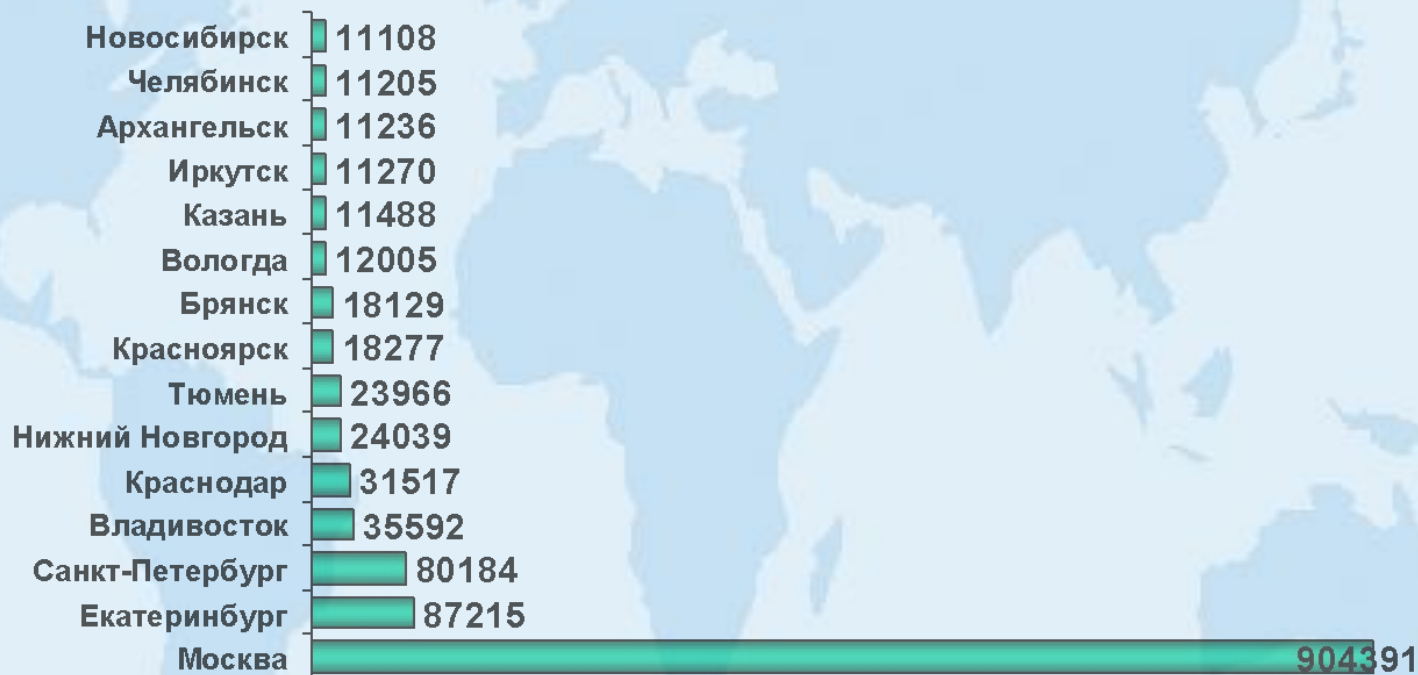 Новосибирск 11108
Челябинск 11205
Архангельск 11236
Иркутск 11270
Казань 11488
Вологда 12005
Брянск 18129
Красноярск 18277
Тюмень 23966
Нижний Новгород 24039
Краснодар 31517
Владивосток 35592
Санкт-Петербург 80184
Екатеринбург 87215
Москва 904391